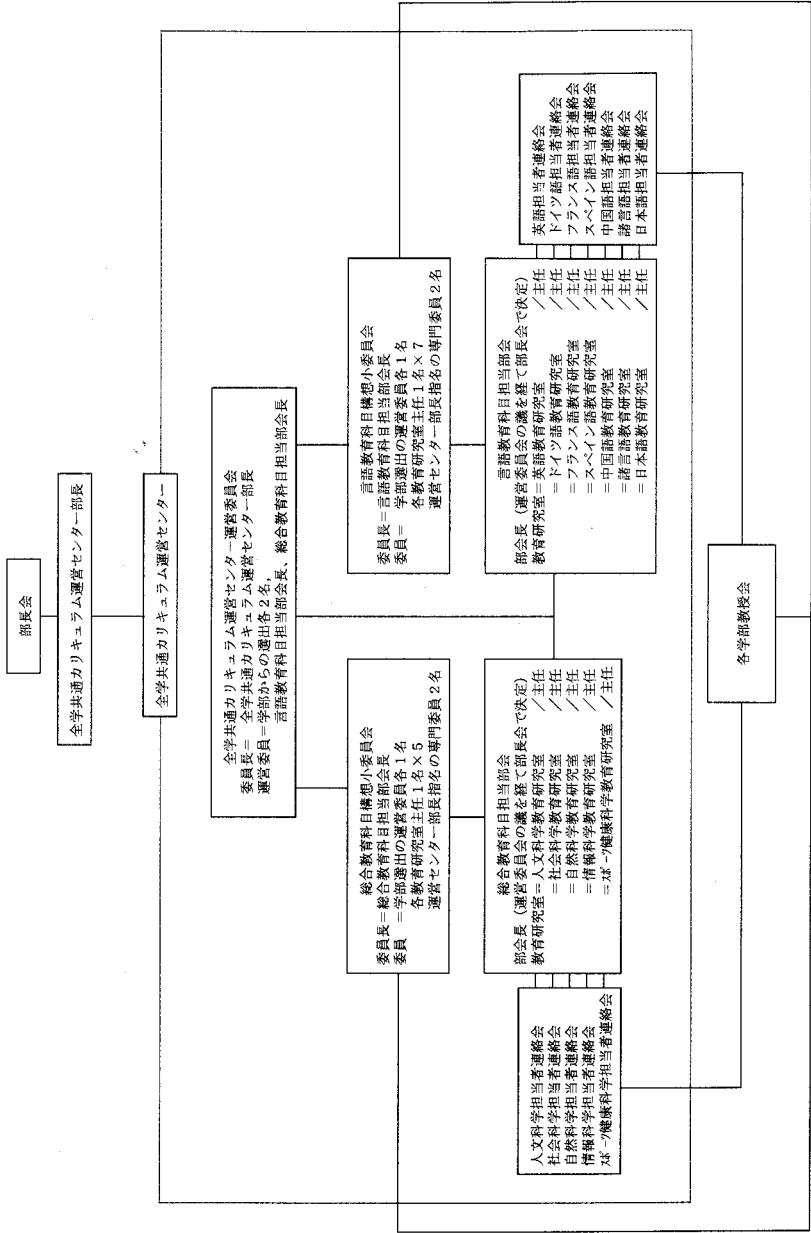 部長会
全学共通カリキュラム運営センター部長
全学共通カリキュラム運営センター
全学共通カリキュラム運営センター運営委員会
委員長＝　全学共通カリキュラム運営センター部長
運営委員＝学部からの選出各２名，
言語教育科目担当部会長、総合教育科目担当部会長
総合教育科目構想小委員会
委員長＝総合教育科目担当部会長
委員　＝学部選出の運営委員各１名
各教育研究室主任１名×５
運営センター部長指名の専門委員２名
言語教育科目構想小委員会
委員長＝言語教育科目担当部会長
委員＝　学部選出の運営委員各１名
各教育研究室主任１名×７
運営センター部長指名の専門委員２名
総合教育科目担当部会
部会長（運営委員会の議を経て部長会で決定）
教育研究室＝人文科学教育研究室　／主任
＝社会科学教育研究室　／主任
＝自然科学教育研究室　／主任
＝情報科学教育研究室　／主任
＝ｽﾎﾟｰﾂ健康科学教育研究室　／主任
言語教育科目担当部会
部会長（運営委員会の議を経て部長会で決定）
教育研究室＝英語教育研究室　／主任
＝ドイツ語教育研究室　／主任
＝フランス語教育研究室　／主任
＝スペイン語教育研究室　／主任
＝中国語教育研究室　／主任
＝諸言語教育研究室　／主任
＝日本語教育研究室　／主任
人文科学担当者連絡会
社会科学担当者連絡会
自然科学担当者連絡会
情報科学担当者連絡会
ｽﾎﾟｰﾂ健康科学担当者連絡会
英語担当者連絡会
ドイツ語担当者連絡会
フランス語担当者連絡会
スペイン語担当者連絡会
中国語担当者連絡会
諸言語担当者連絡会
日本語担当者連絡会
各学部教授会